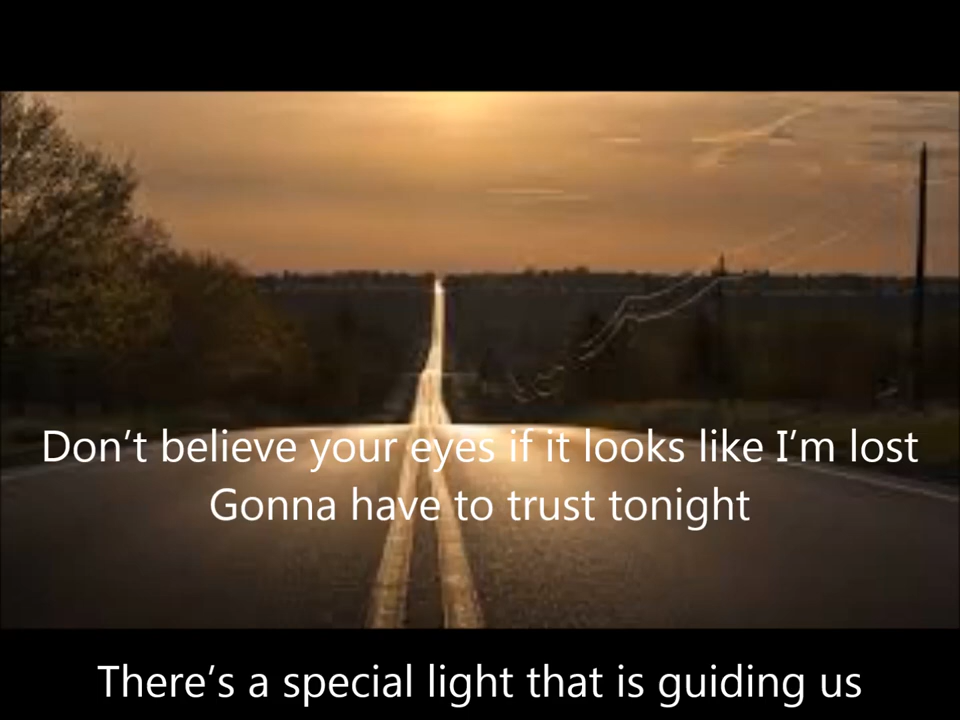 Don’t believe your eyes if it looks like I’m lost
Gonna have to trust tonight
There’s a special light that is guiding us